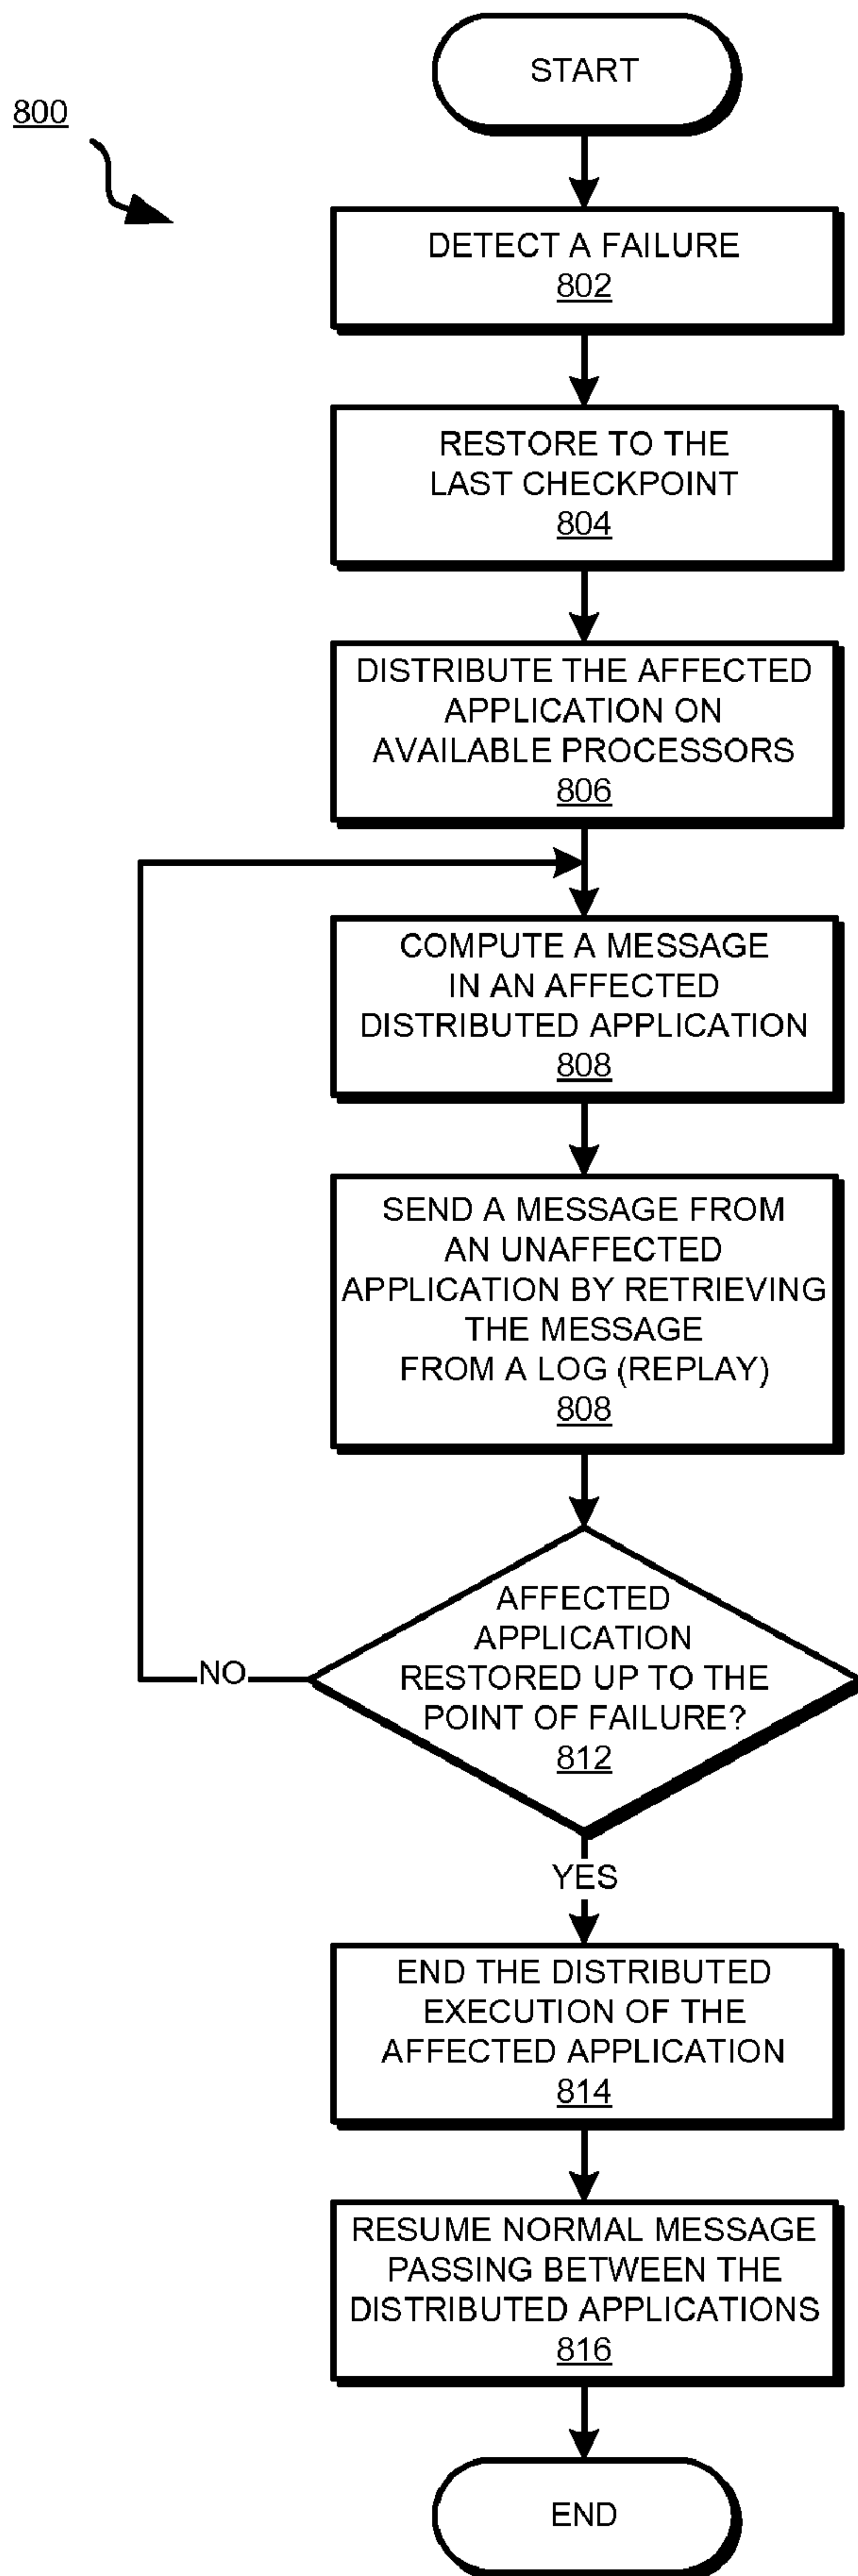 START
800
DETECT A FAILURE
802
RESTORE TO THE
LAST CHECKPOINT
804
DISTRIBUTE THE AFFECTED
APPLICATION ON
AVAILABLE PROCESSORS
806
COMPUTE A MESSAGE
IN AN AFFECTED
DISTRIBUTED APPLICATION
808
SEND A MESSAGE FROM
AN UNAFFECTED
APPLICATION BY RETRIEVING
THE MESSAGE
FROM A LOG (REPLAY)
808
AFFECTED
APPLICATION
RESTORED UP TO THE
POINT OF FAILURE?
812
NO
YES
END THE DISTRIBUTED
EXECUTION OF THE
AFFECTED APPLICATION
814
RESUME NORMAL MESSAGE
PASSING BETWEEN THE
DISTRIBUTED APPLICATIONS
816
END